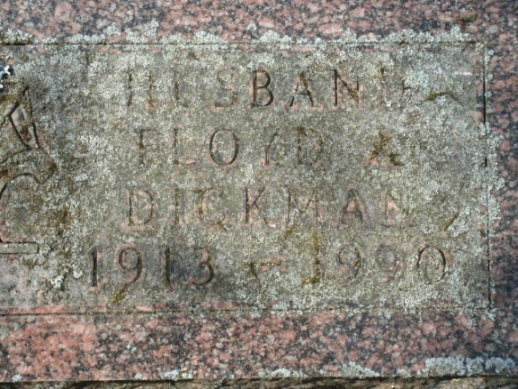 HUSBAND
FLOYD A
DICKMAN
1913 - 1990